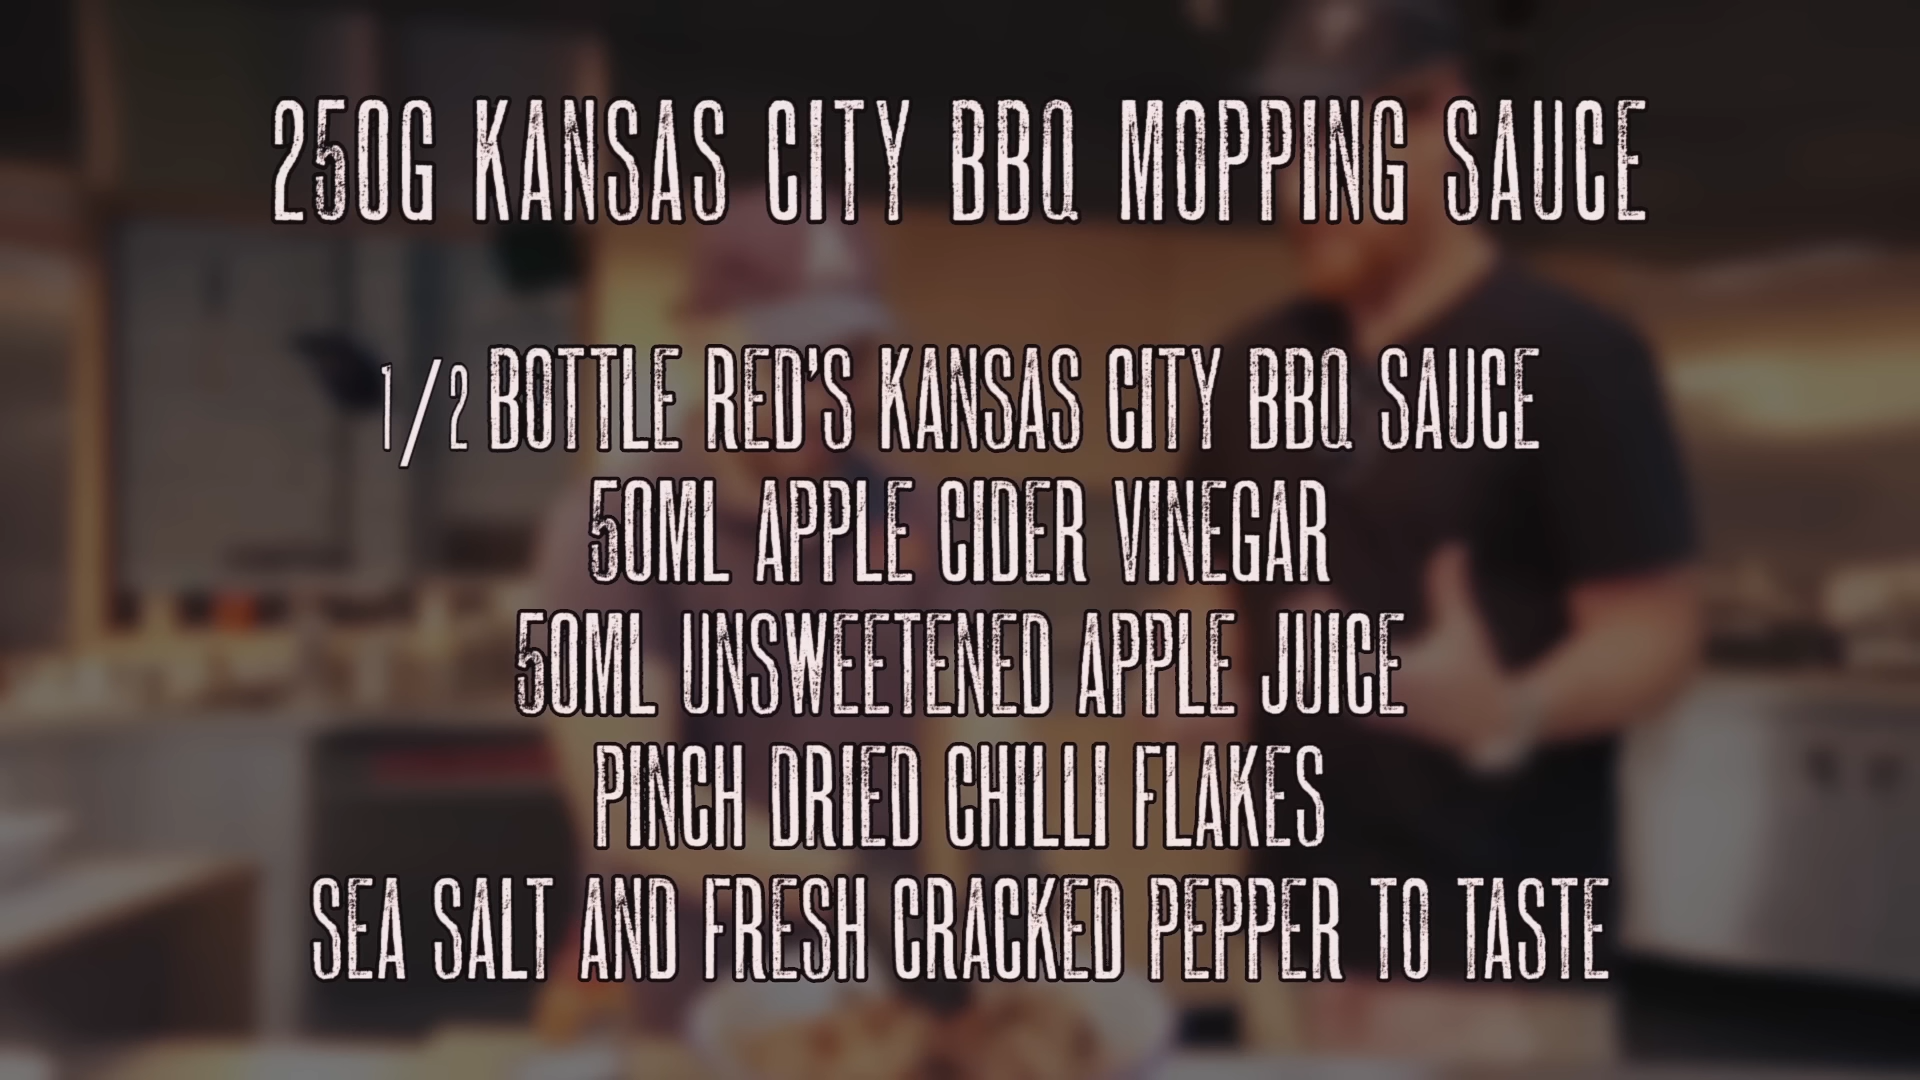 250G KANSAS CITY BBQ MOPPING SAUCE
1/2 BOTTLE RED'S KANSAS CITY BBQ SAUCE
50ML APPLE CIDER VINEGAR
50ML UNSWEETENED APPLE JUICE
PINCH DRIED CHILLI FLAKES
SEA SALT AND FRESH CRACKED PEPPER TO TASTE